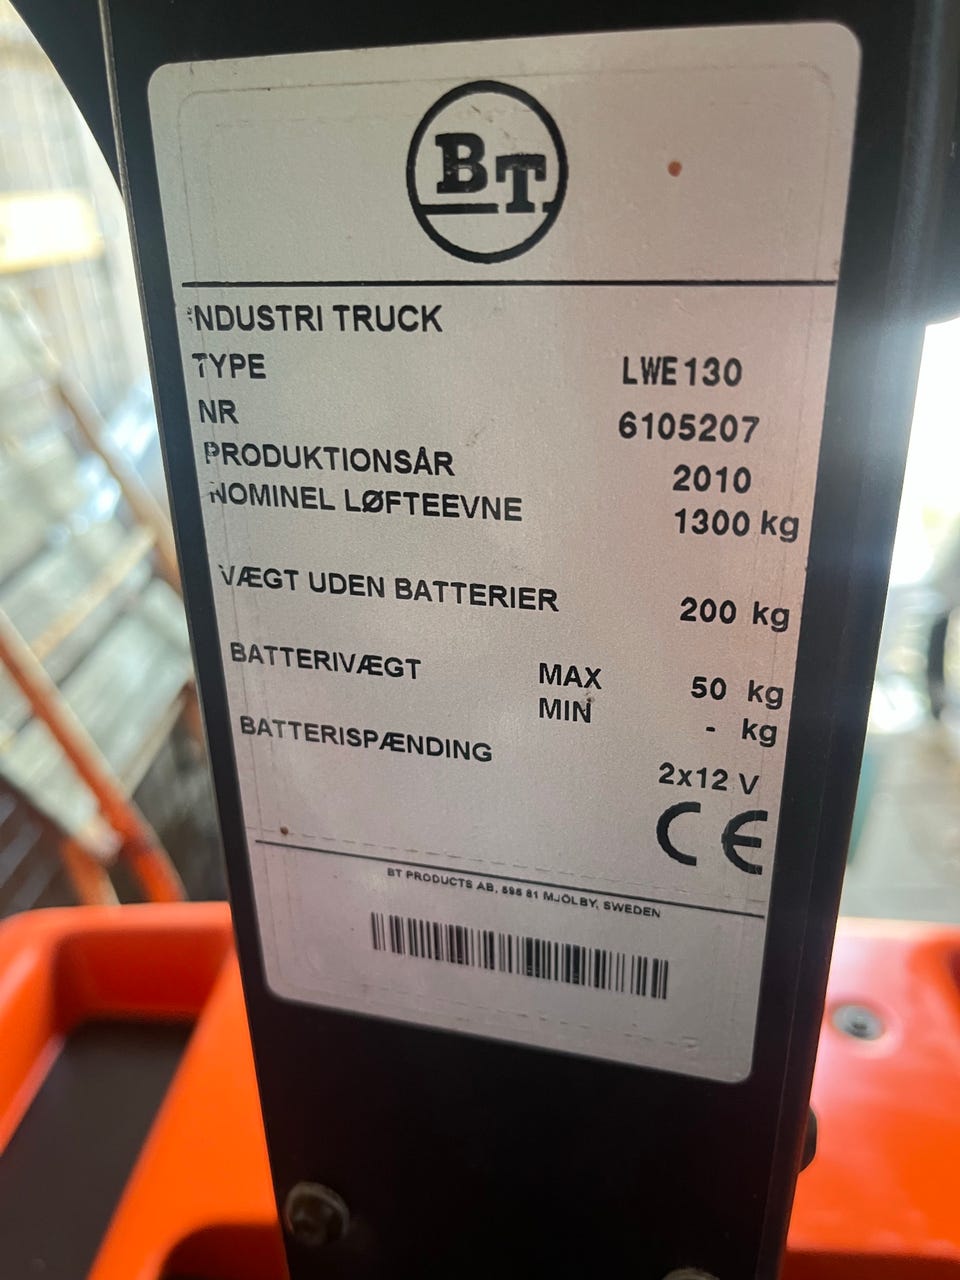 BT
INDUSTRI TRUCK
TYPE LWE130
NR 6105207
PRODUKTIONSÅR 2010
NOMINEL LØFTEEVNE 1300 kg
VÆGT UDEN BATTERIER 200 kg
BATTERIVÆGT MAX 50 kg
MIN - kg
BATTERISPÆNDING 2x12 V
CE
BT PRODUCTS AB, 595 81 MJÖLBY, SWEDEN